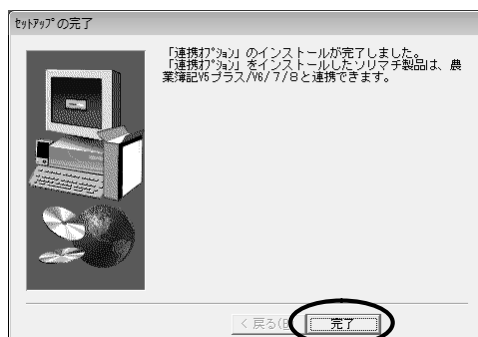 ｾｯﾄｱｯﾌﾟの完了
「連携ｵﾌﾟｼｮﾝ」のインストールが完了しました。
「連携ｵﾌﾟｼｮﾝ」をインストールしたソリマチ製品は、農
業簿記V5プラス/V6/７/８と連携できます。
< 戻る(B
完了